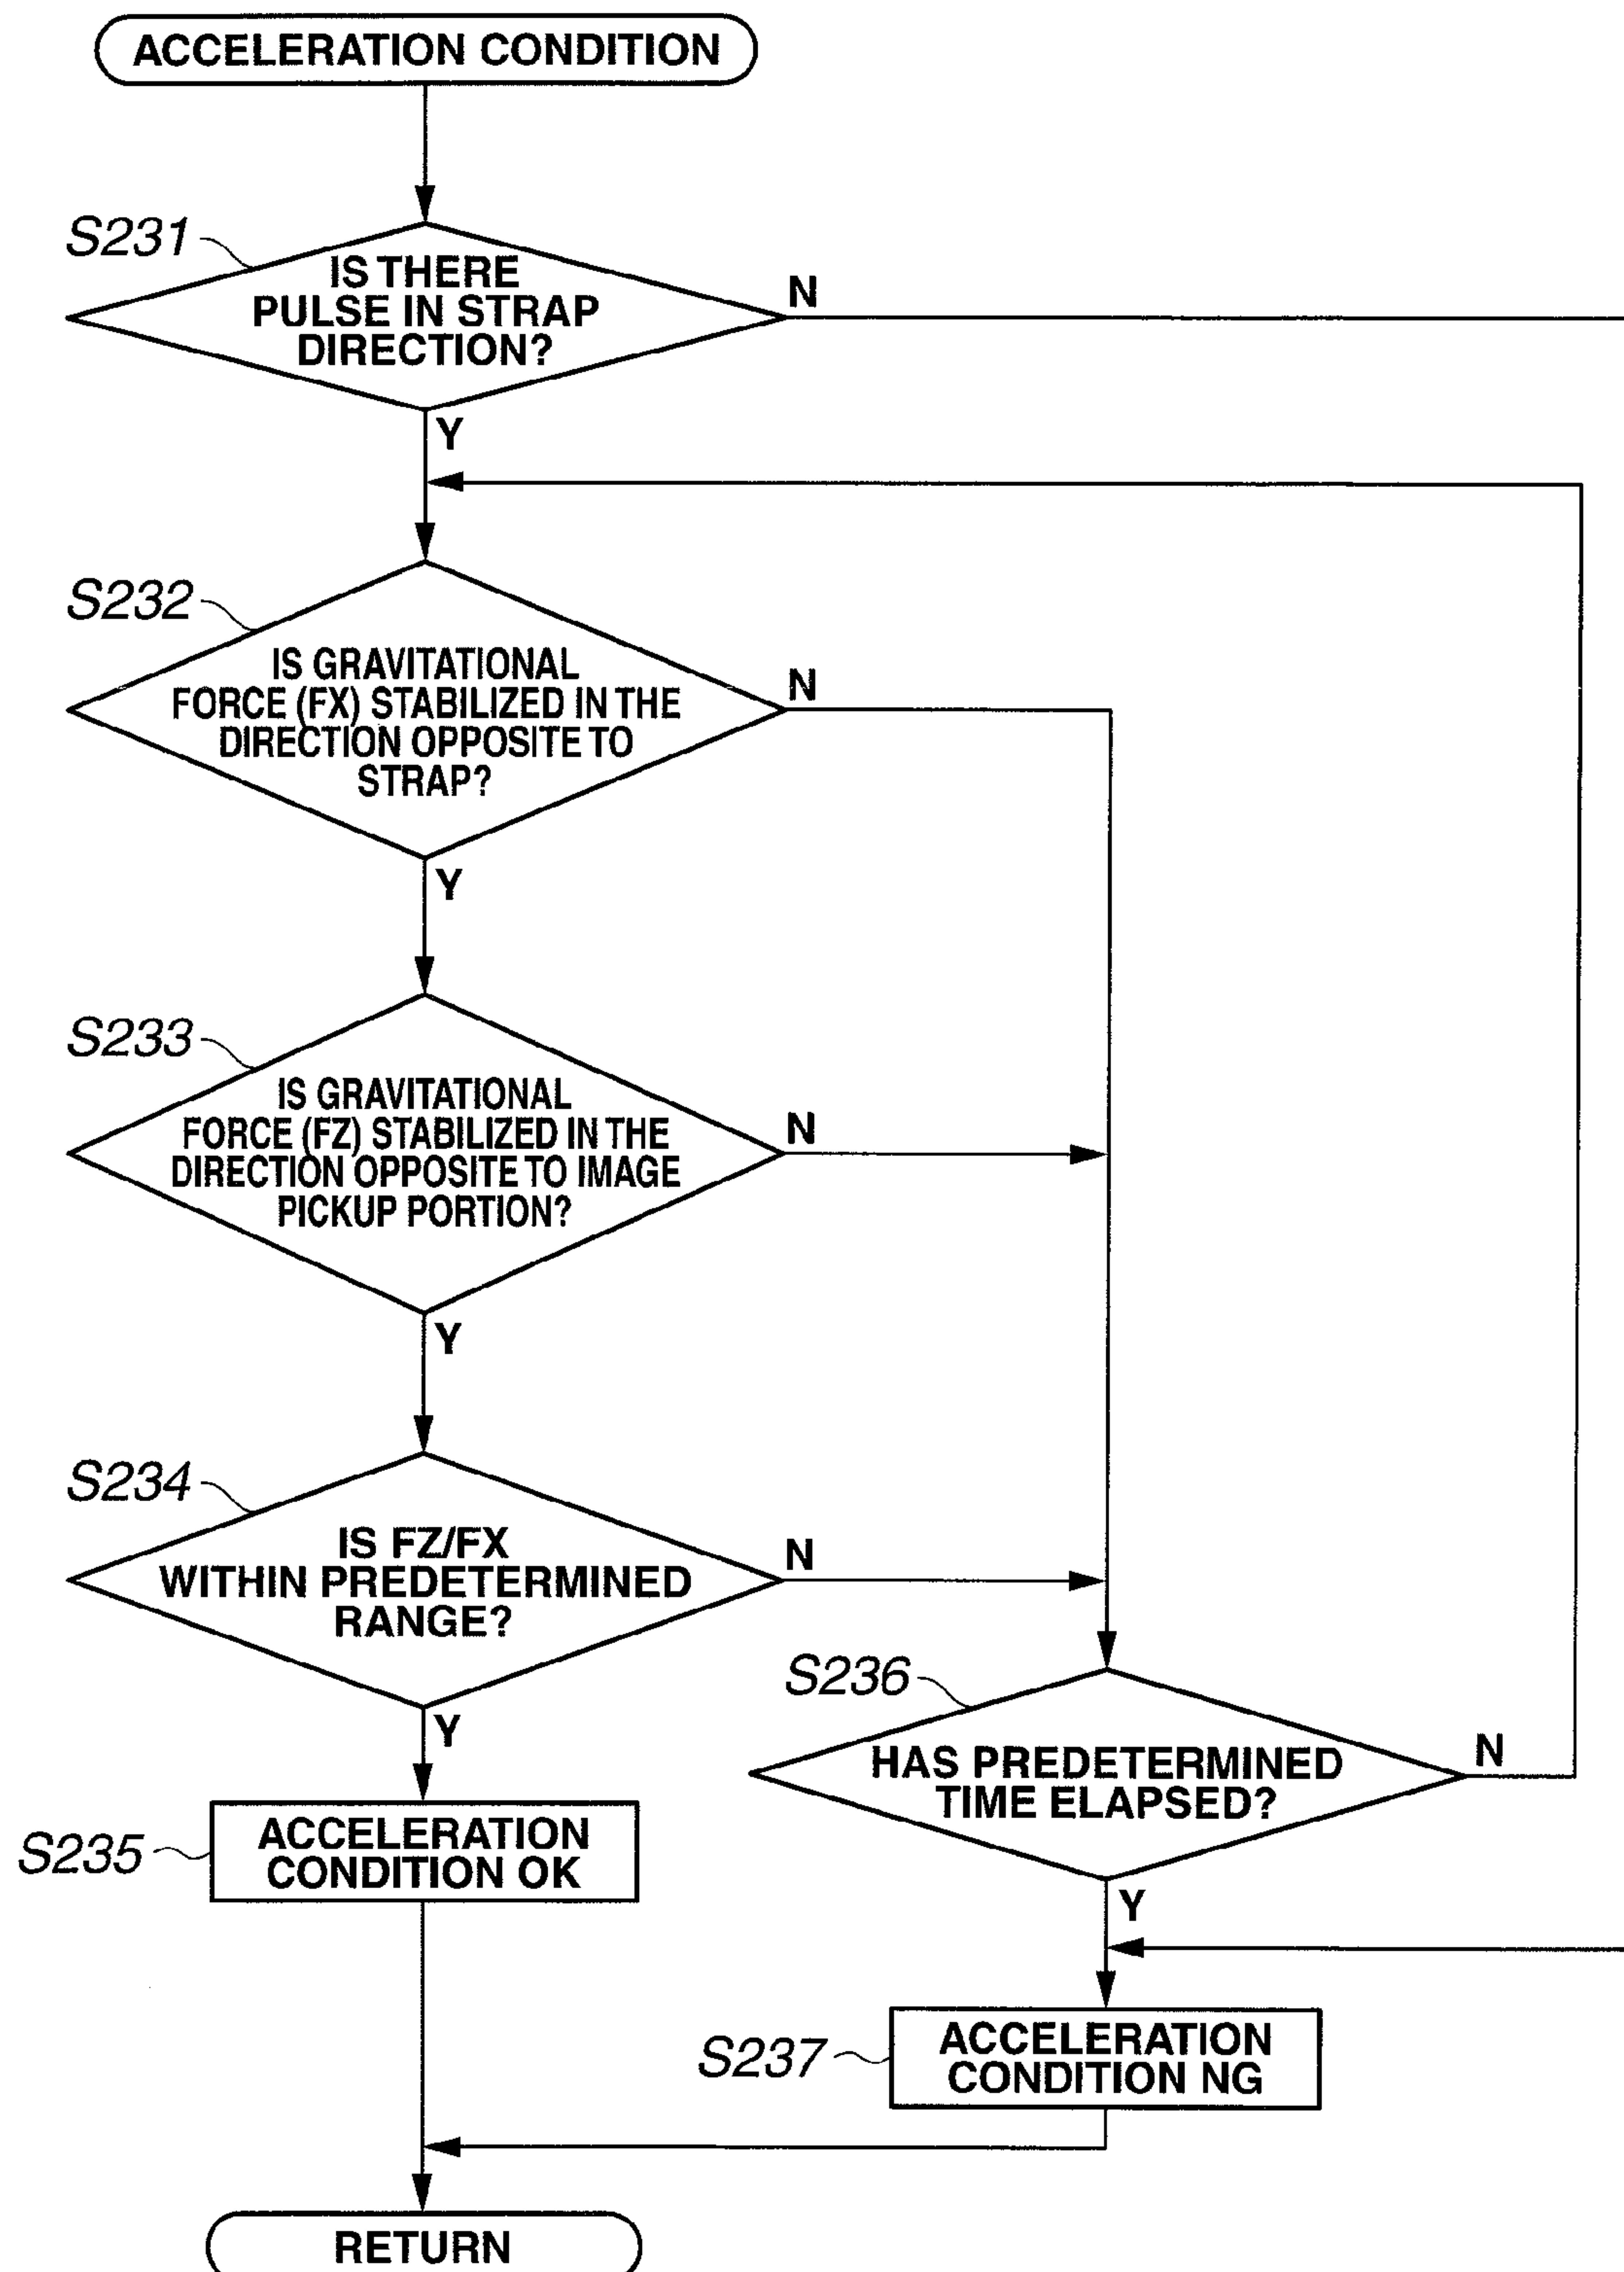 ACCELERATION CONDITION
S231
IS THERE
PULSE IN STRAP
DIRECTION?
N
Y
S232
IS GRAVITATIONAL
FORCE (FX) STABILIZED IN THE
DIRECTION OPPOSITE TO
STRAP?
N
Y
S233
IS GRAVITATIONAL
FORCE (FZ) STABILIZED IN THE
DIRECTION OPPOSITE TO IMAGE
PICKUP PORTION?
N
Y
S234
IS FZ/FX
WITHIN PREDETERMINED
RANGE?
N
Y
S236
HAS PREDETERMINED
TIME ELAPSED?
N
Y
S235
ACCELERATION
CONDITION OK
S237
ACCELERATION
CONDITION NG
RETURN